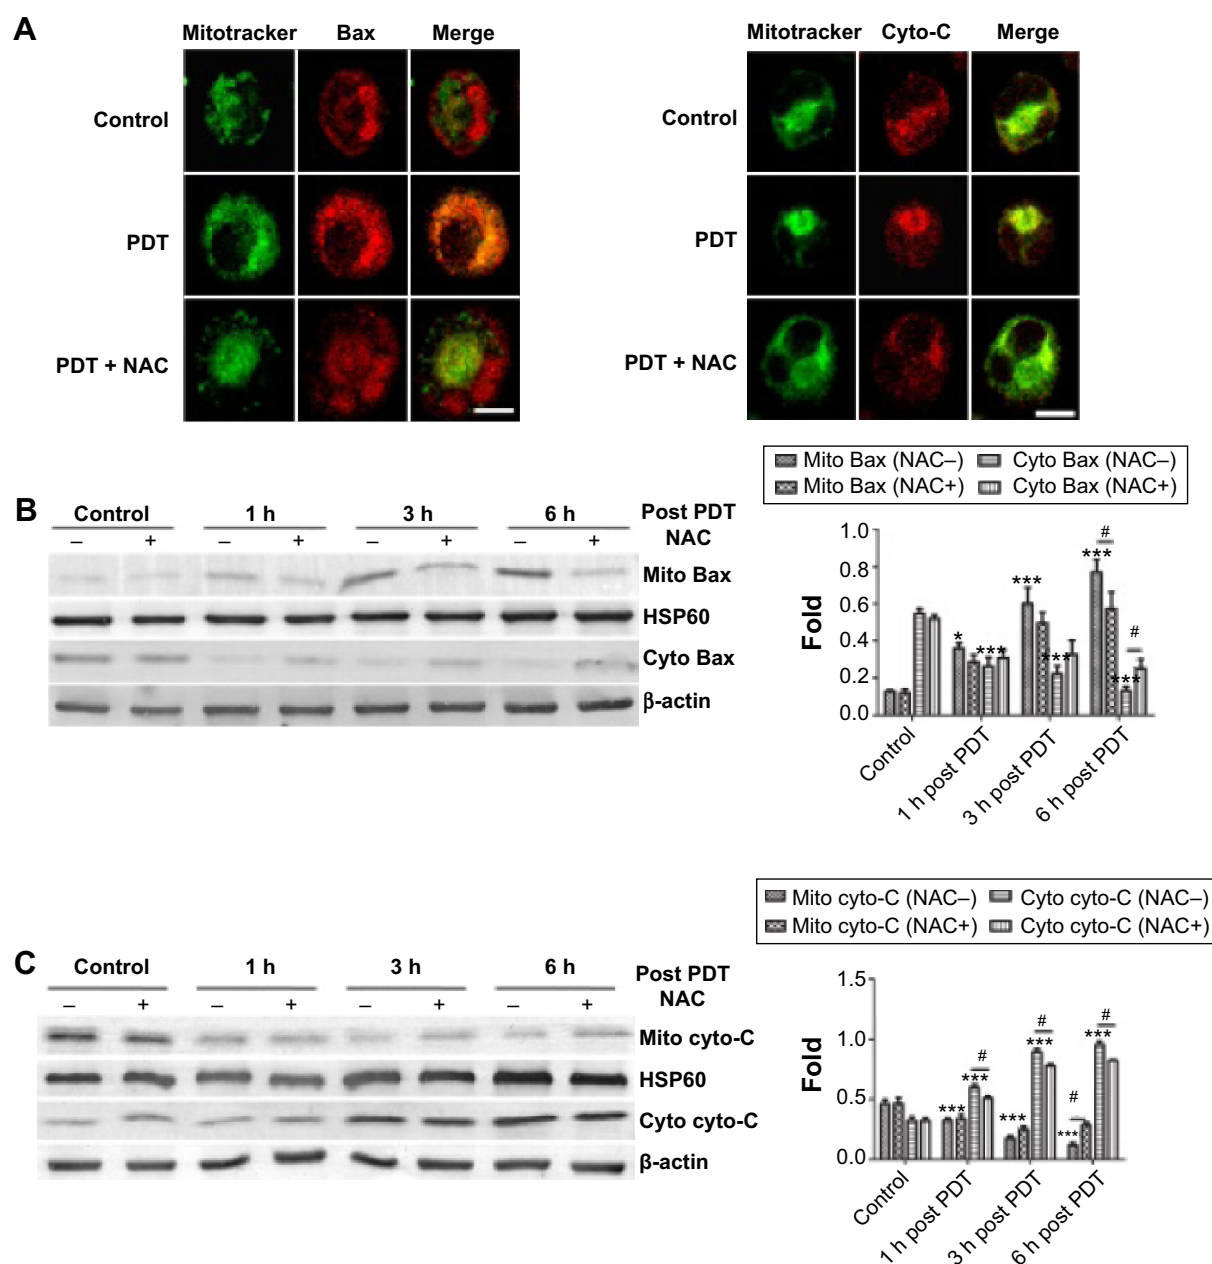 A
Mitotracker Bax Merge
Control
PDT
PDT + NAC
Mitotracker Cyto-C Merge
Control
PDT
PDT + NAC
B
Control 1 h 3 h 6 h Post PDT
– + – + – + – + NAC
Mito Bax
HSP60
Cyto Bax
β-actin
Mito Bax (NAC–) Cyto Bax (NAC–)
Mito Bax (NAC+) Cyto Bax (NAC+)
Fold
1.0
0.8
0.6
0.4
0.2
0.0
* *** *** *** *** # *** #
Control
1 h post PDT
3 h post PDT
6 h post PDT
C
Control 1 h 3 h 6 h Post PDT
– + – + – + – + NAC
Mito cyto-C
HSP60
Cyto cyto-C
β-actin
Mito cyto-C (NAC–) Cyto cyto-C (NAC–)
Mito cyto-C (NAC+) Cyto cyto-C (NAC+)
Fold
1.5
1.0
0.5
0.0
*** *** # *** *** # *** # *** #
Control
1 h post PDT
3 h post PDT
6 h post PDT